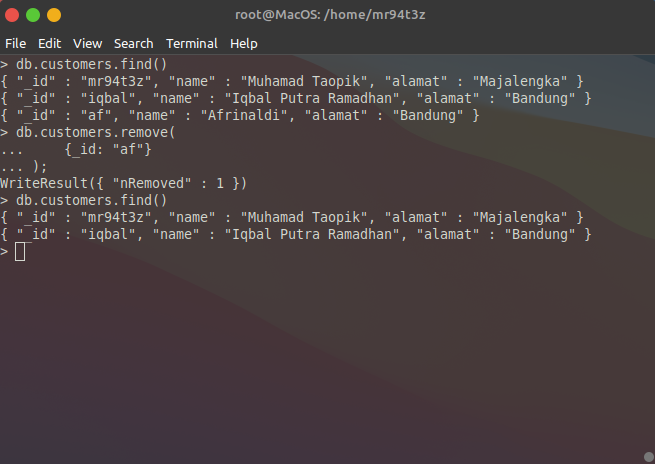 root@MacOS: /home/mr94t3z
File Edit View Search Terminal Help
> db.customers.find()
{ "_id" : "mr94t3z", "name" : "Muhamad Taopik", "alamat" : "Majalengka" }
{ "_id" : "iqbal", "name" : "Iqbal Putra Ramadhan", "alamat" : "Bandung" }
{ "_id" : "af", "name" : "Afrinaldi", "alamat" : "Bandung" }
> db.customers.remove(
...     {_id: "af"}
... );
WriteResult({ "nRemoved" : 1 })
> db.customers.find()
{ "_id" : "mr94t3z", "name" : "Muhamad Taopik", "alamat" : "Majalengka" }
{ "_id" : "iqbal", "name" : "Iqbal Putra Ramadhan", "alamat" : "Bandung" }
>